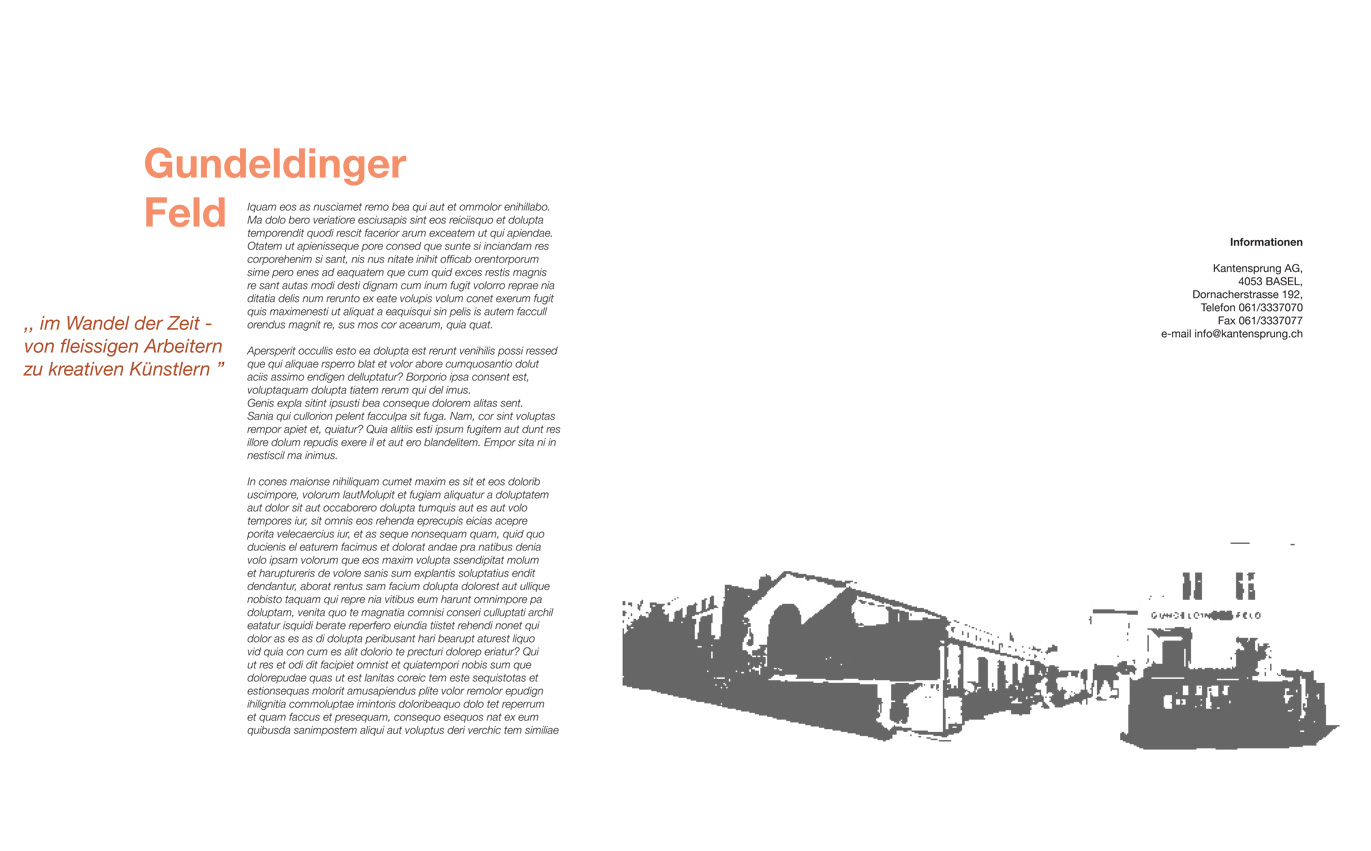 Gundeldinger
Feld
,, im Wandel der Zeit -
von fleissigen Arbeitern
zu kreativen Künstlern ”
Iquam eos as nusciamet remo bea qui aut et ommolor enihillabo.
Ma dolo bero veriatiore esciusapis sint eos reiciisquo et dolupta
temporendit quodi rescit facerior arum exceatem ut qui apiendae.
Otatem ut apienisseque pore consed que sunte si inciandam res
corporehenim si sant, nis nus nitate inihit officab orentorporum
sime pero enes ad eaquatem que cum quid exces restis magnis
re sant autas modi desti dignam cum inum fugit volorro reprae nia
ditatia delis num rerunto ex eate volupis volum conet exerum fugit
quis maximenesti ut aliquat a eaquisqui sin pelis is autem faccull
orendus magnit re, sus mos cor acearum, quia quat.
Apersperit occullis esto ea dolupta est rerunt venihilis possi ressed
que qui aliquae rsperro blat et volor abore cumquosantio dolut
aciis assimo endigen delluptatur? Borporio ipsa consent est,
voluptaquam dolupta tiatem rerum qui del imus.
Genis expla sitint ipsusti bea conseque dolorem alitas sent.
Sania qui cullorion pelent facculpa sit fuga. Nam, cor sint voluptas
rempor apiet et, quiatur? Quia alitiis esti ipsum fugitem aut dunt res
illore dolum repudis exere il et aut ero blandelitem. Empor sita ni in
nestiscil ma inimus.
In cones maionse nihiliquam cumet maxim es sit et eos dolorib
uscimpore, volorum lautMolupit et fugiam aliquatur a doluptatem
aut dolor sit aut occaborero dolupta tumquis aut es aut volo
tempores iur, sit omnis eos rehenda eprecupis eicias acepre
porita velecaercius iur, et as seque nonsequam quam, quid quo
ducienis el eaturem facimus et dolorat andae pra natibus denia
volo ipsam volorum que eos maxim volupta ssendipitat molum
et haruptureris de volore sanis sum explantis soluptatius endit
dendantur, aborat rentus sam facium dolupta dolorest aut ullique
nobisto taquam qui repre nia vitibus eum harunt omnimpore pa
doluptam, venita quo te magnatia comnisi conseri culluptati archil
eatatur isquidi berate reperfero eiundia tiistet rehendi nonet qui
dolor as es as di dolupta peribusant hari bearupt aturest liquo
vid quia con cum es alit dolorio te precturi dolorep eriatur? Qui
ut res et odi dit facipiet omnist et quiatempori nobis sum que
dolorepudae quas ut est lanitas coreic tem este sequistotas et
estionsequas molorit amusapiendus plite volor remolor epudign
ihilignitia commoluptae imintoris doloribeaquo dolo tet reperrum
et quam faccus et presequam, consequo esequos nat ex eum
quibusda sanimpostem aliqui aut voluptus deri verchic tem similiae
Informationen
Kantensprung AG,
4053 BASEL,
Dornacherstrasse 192,
Telefon 061/3337070
Fax 061/3337077
e-mail info@kantensprung.ch
GUNDELDINGER FELD